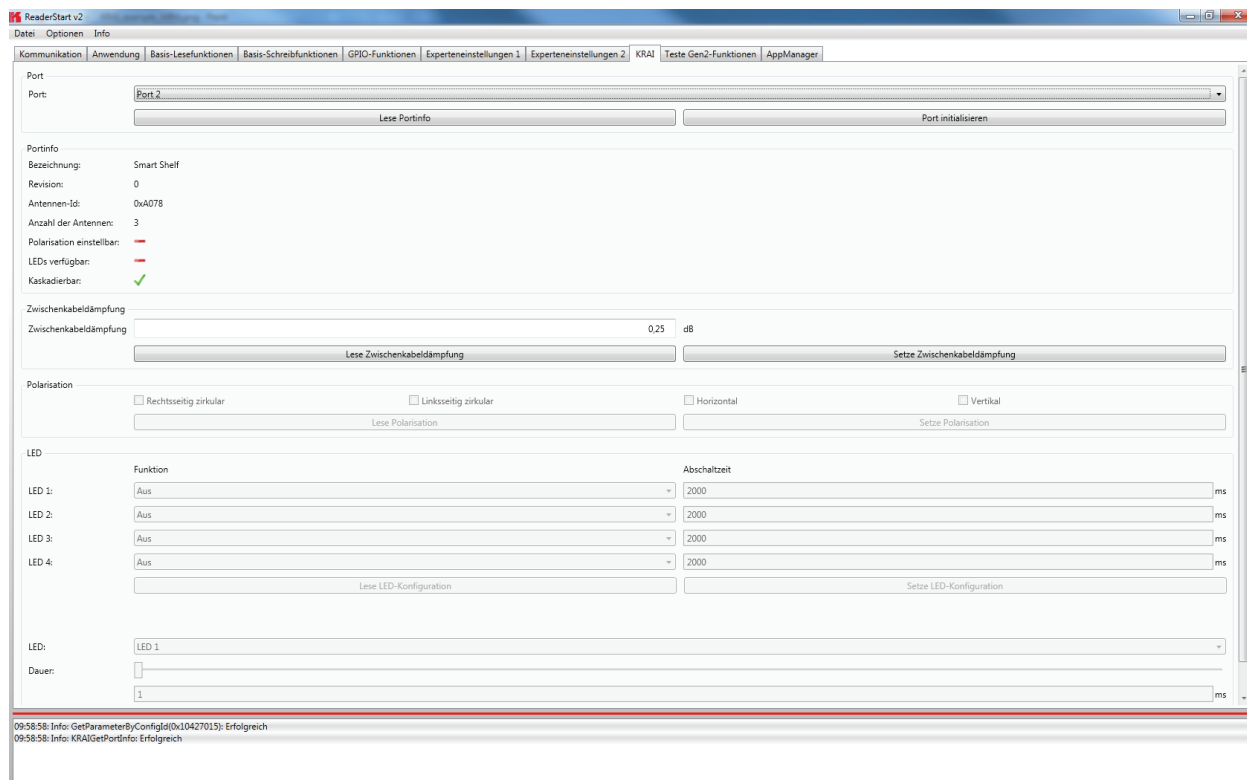 ReaderStart v2
Datei Optionen Info
Kommunikation Anwendung Basis-Lesefunktionen Basis-Schreibfunktionen GPIO-Funktionen Experteneinstellungen 1 Experteneinstellungen 2 KRAI Teste Gen2-Funktionen AppManager
Port
Port: Port 2
Lese Portinfo Port initialisieren
Portinfo
Bezeichnung: Smart Shelf
Revision: 0
Antennen-Id: 0xA078
Anzahl der Antennen: 3
Polarisation einstellbar:
LEDs verfügbar:
Kaskadierbar:
Zwischenkabeldämpfung
Zwischenkabeldämpfung 0,25 dB
Lese Zwischenkabeldämpfung Setze Zwischenkabeldämpfung
Polarisation
Rechtsseitig zirkular Linksseitig zirkular Horizontal Vertikal
Lese Polarisation Setze Polarisation
LED
Funktion Abschaltzeit
LED 1: Aus 2000 ms
LED 2: Aus 2000 ms
LED 3: Aus 2000 ms
LED 4: Aus 2000 ms
Lese LED-Konfiguration Setze LED-Konfiguration
LED: LED 1
Dauer:
1 ms
09:58:58: Info: GetParameterByConfigId(0x10427015): Erfolgreich
09:58:58: Info: KRAIGetPortInfo: Erfolgreich